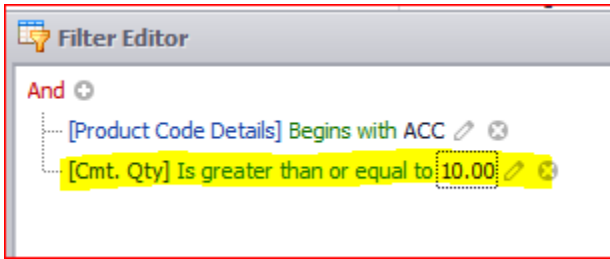 Filter Editor
And
[Product Code Details] Begins with ACC
[Cmt. Qty] Is greater than or equal to 10.00